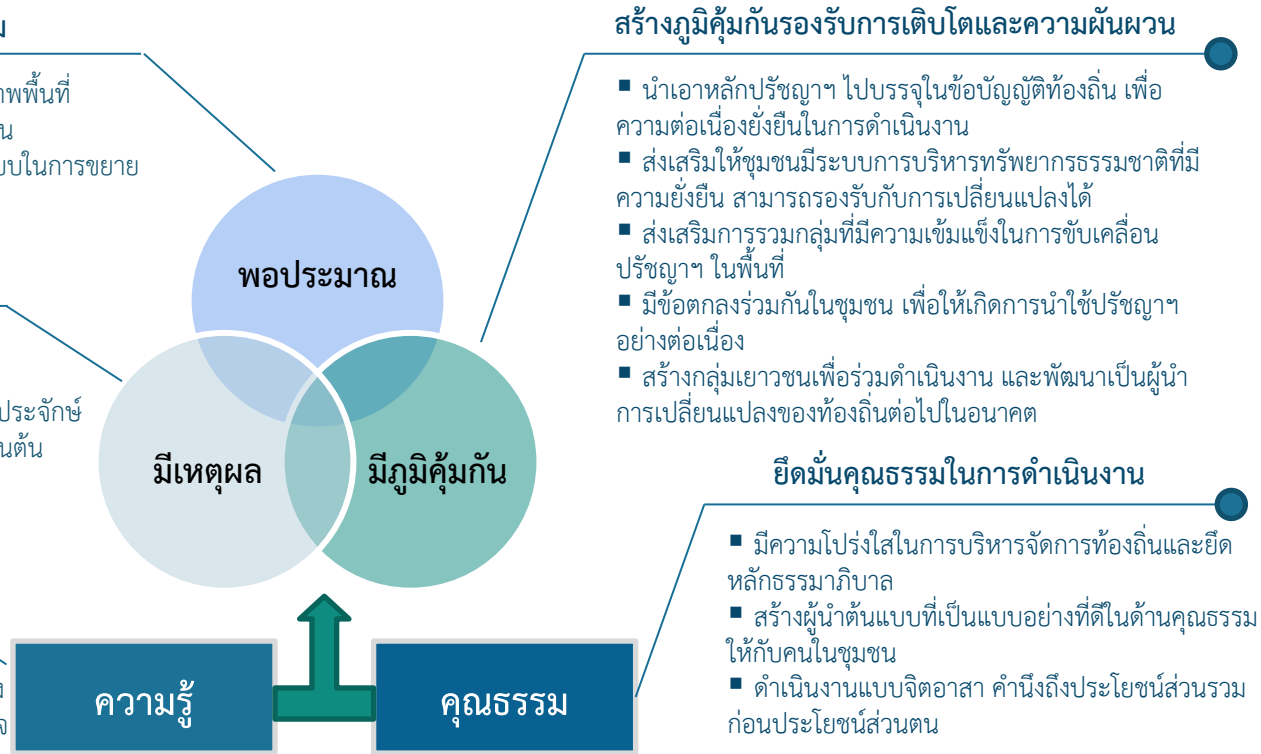 สร้างภูมิคุ้มกันรองรับการเติบโตและความผันผวน
■ นำเอาหลักปรัชญาฯ ไปบรรจุในข้อบัญญัติท้องถิ่น เพื่อ
ความต่อเนื่องยั่งยืนในการดำเนินงาน
■ ส่งเสริมให้ชุมชนมีระบบการบริหารทรัพยากรธรรมชาติที่มี
ความยั่งยืน สามารถรองรับกับการเปลี่ยนแปลงได้
■ ส่งเสริมการรวมกลุ่มที่มีความเข้มแข็งในการขับเคลื่อน
ปรัชญาฯ ในพื้นที่
■ มีข้อตกลงร่วมกันในชุมชน เพื่อให้เกิดการนำใช้ปรัชญาฯ
อย่างต่อเนื่อง
■ สร้างกลุ่มเยาวชนเพื่อร่วมดำเนินงาน และพัฒนาเป็นผู้นำ
การเปลี่ยนแปลงของท้องถิ่นต่อไปในอนาคต
พพื้นที่
น
บบในการขยาย
พอประมาณ
ประจักษ์
นต้น
มีเหตุผล
มีภูมิคุ้มกัน
ยึดมั่นคุณธรรมในการดำเนินงาน
■ มีความโปร่งใสในการบริหารจัดการท้องถิ่นและยึด
หลักธรรมาภิบาล
■ สร้างผู้นำต้นแบบที่เป็นแบบอย่างที่ดีในด้านคุณธรรม
ให้กับคนในชุมชน
■ ดำเนินงานแบบจิตอาสา คำนึงถึงประโยชน์ส่วนรวม
ก่อนประโยชน์ส่วนตน
ง
จ
ความรู้
คุณธรรม